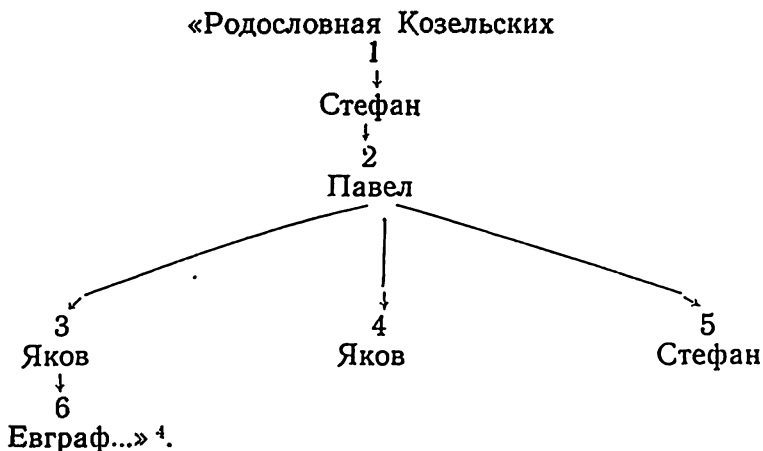 «Родословная Козельских
1
↓
Стефан
↓
2
Павел
3 4 5
Яков Яков Стефан
↓
6
Евграф...» ⁴.